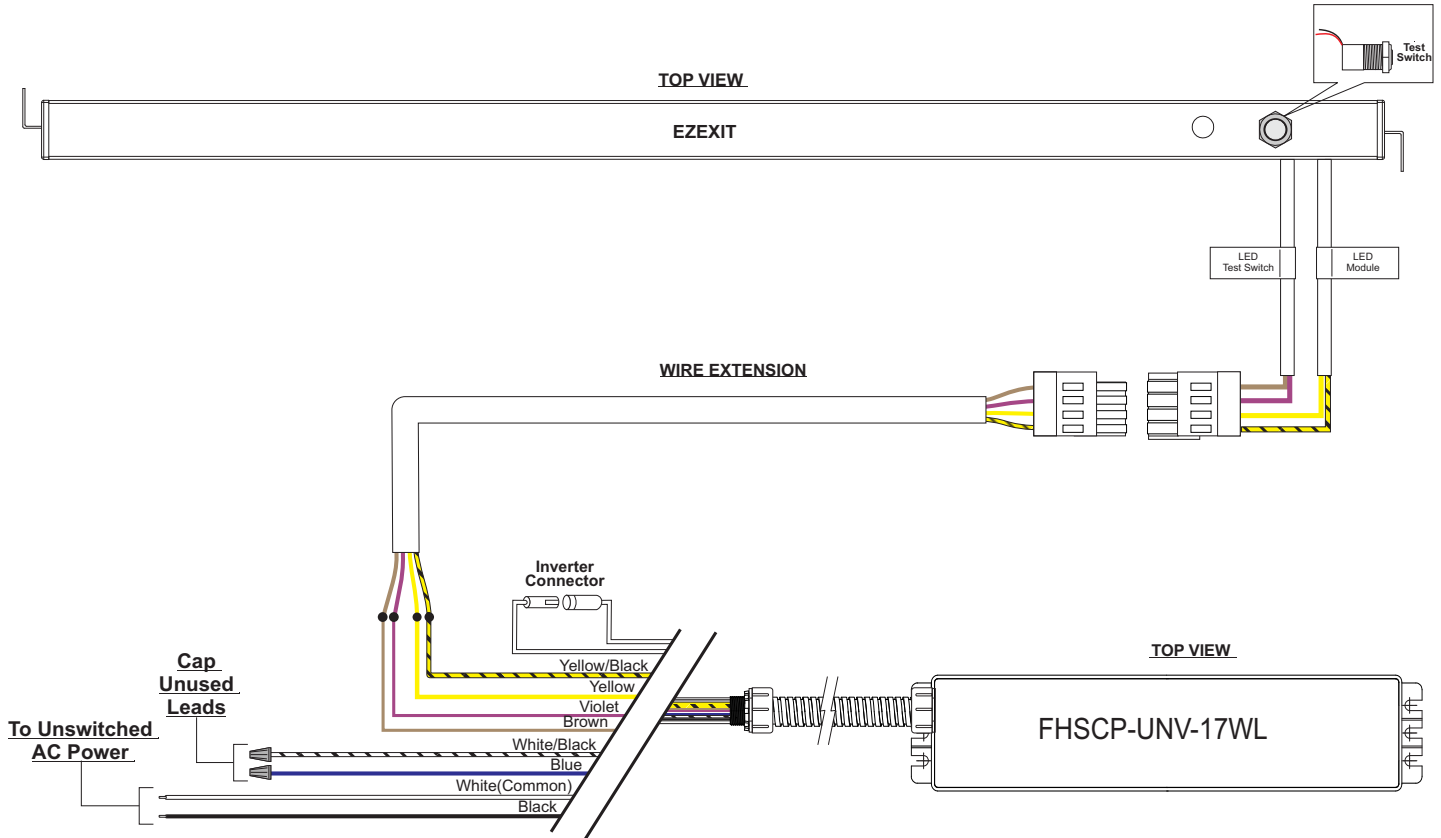 Test
Switch
TOP VIEW
EZEXIT
LED
Test Switch
LED
Module
WIRE EXTENSION
Inverter
Connector
TOP VIEW
Yellow/Black
Cap
Unused
Leads
Yellow
Violet
Brown
FHSCP-UNV-17WL
To Unswitched
AC Power
White/Black
Blue
White(Common)
Black